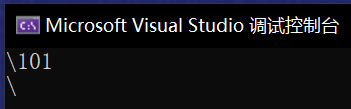 C:\
Microsoft Visual Studio 调试控制台
\101
\